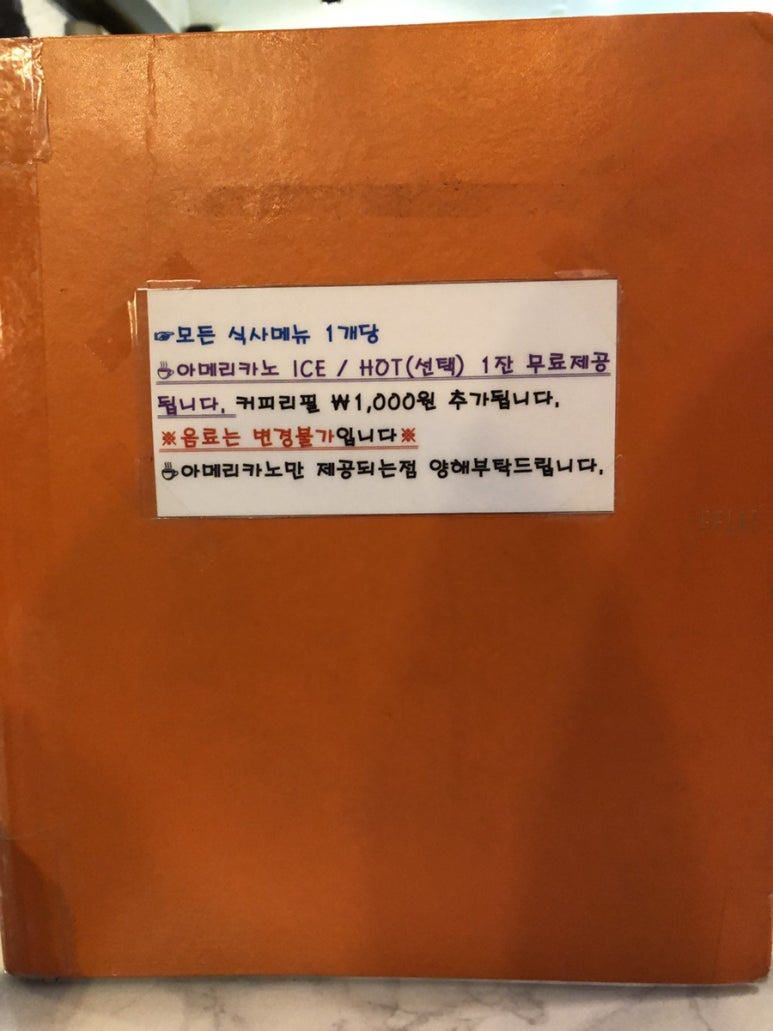 ☞모든 식사메뉴 1개당
☕아메리카노 ICE / HOT(선택) 1잔 무료제공
됩니다. 커피리필 ₩1,000원 추가됩니다.
※음료는 변경불가입니다※
☕아메리카노만 제공되는점 양해부탁드립니다.